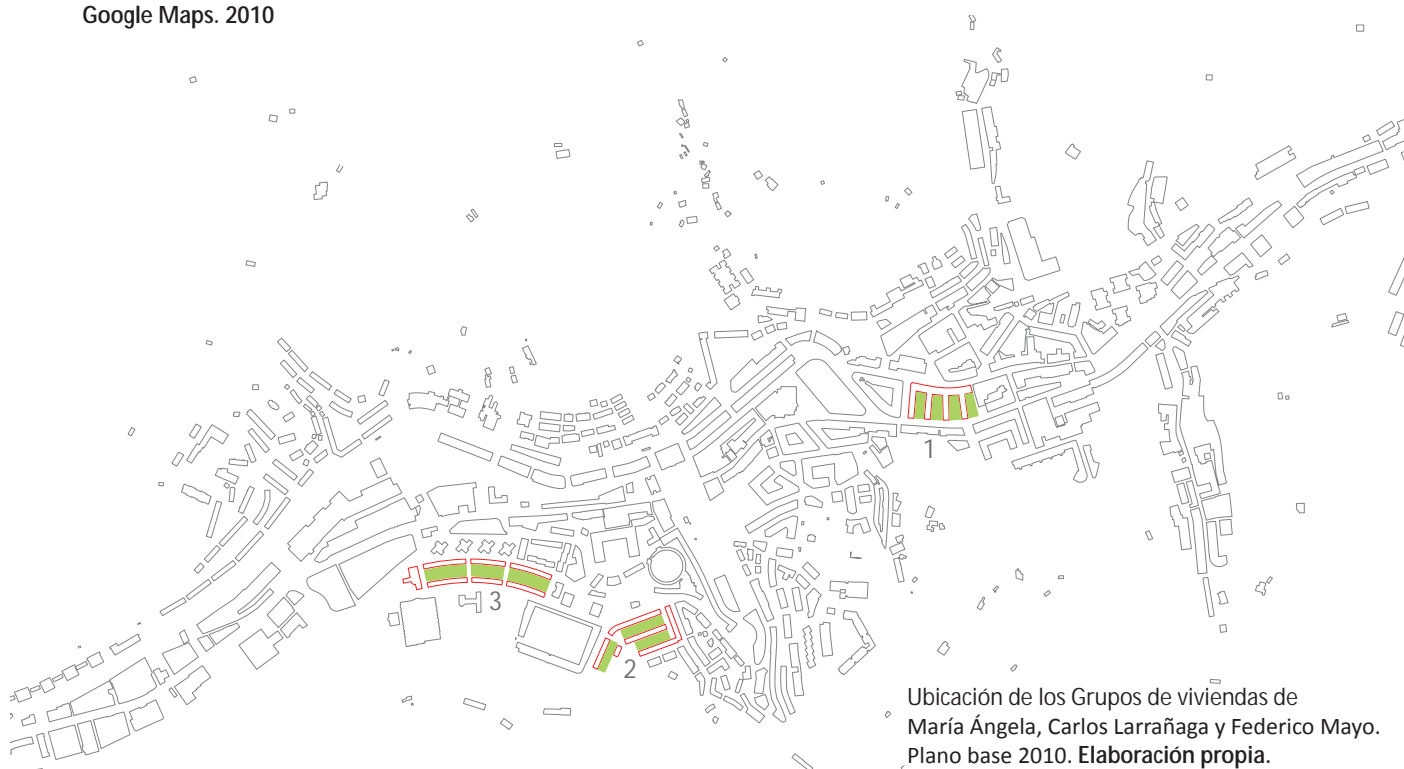 Google Maps. 2010
1
3
2
Ubicación de los Grupos de viviendas de
María Ángela, Carlos Larrañaga y Federico Mayo.
Plano base 2010. Elaboración propia.